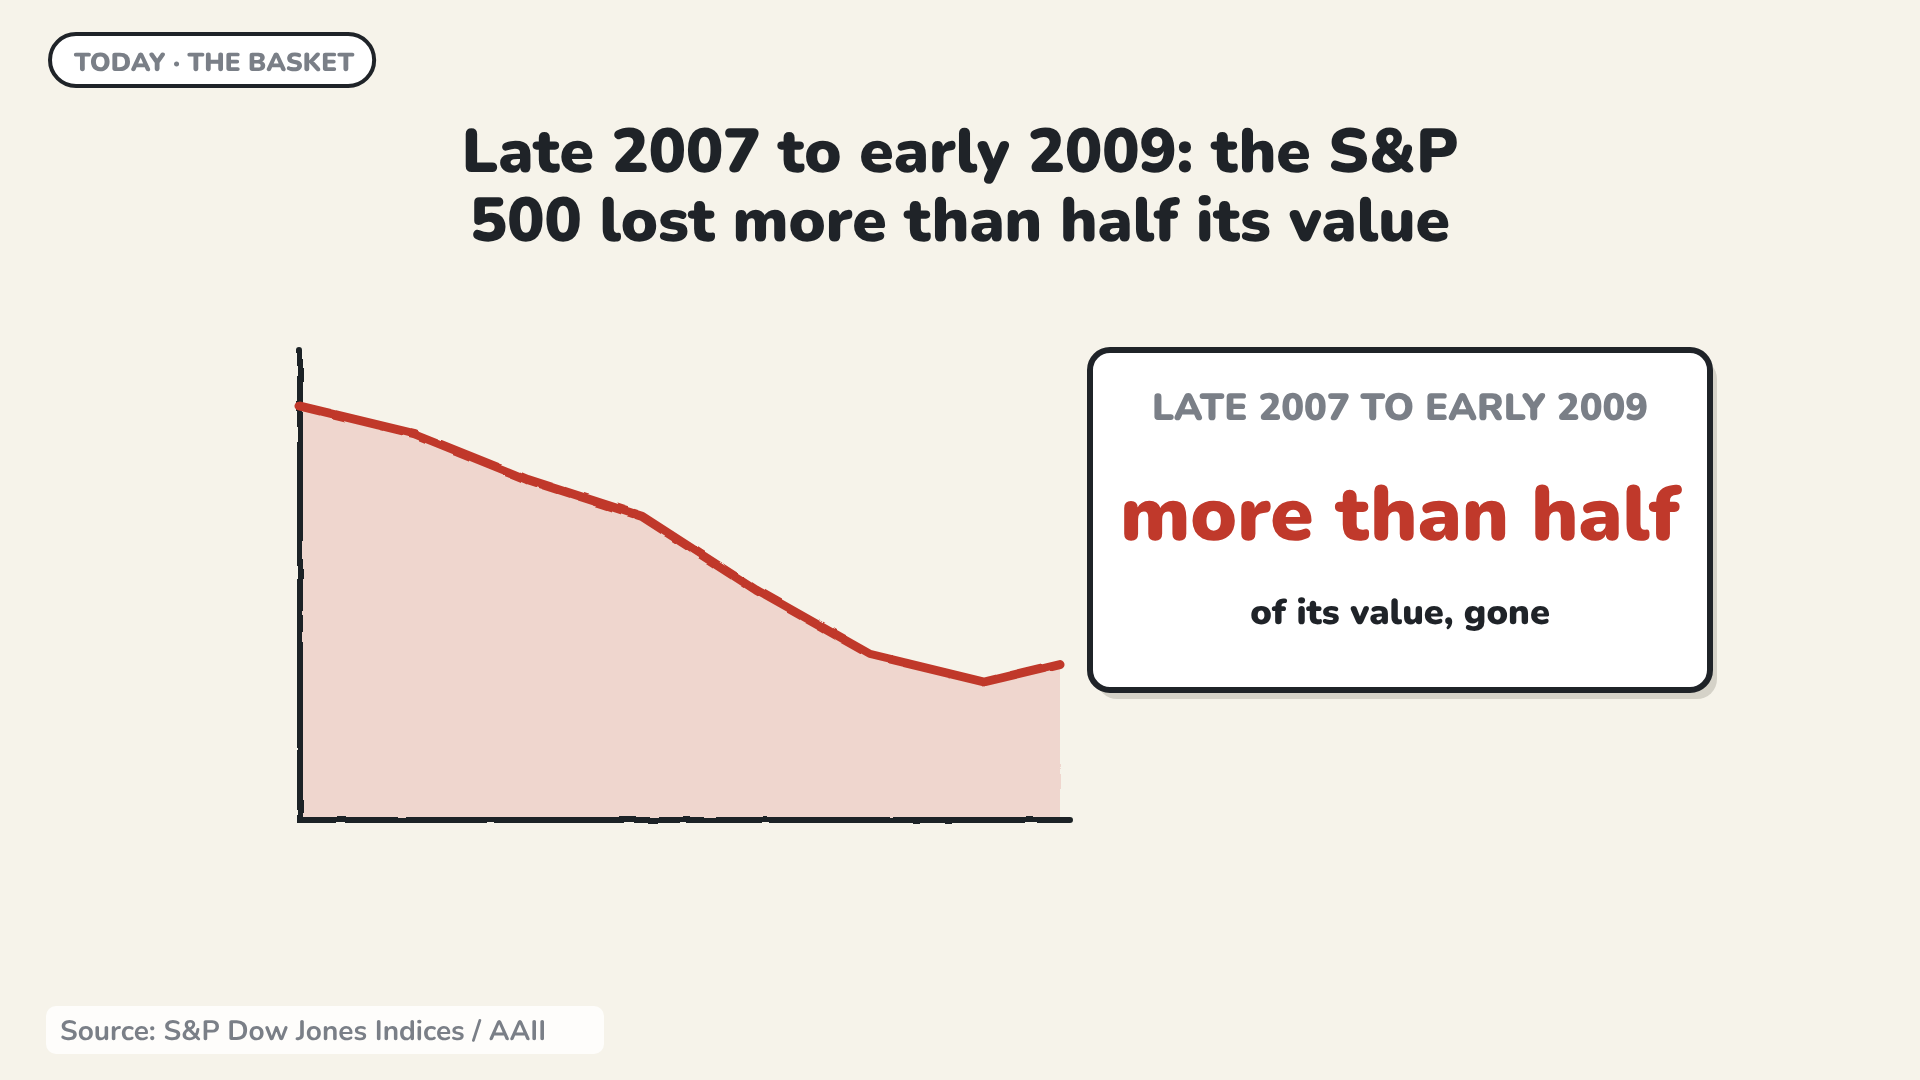 TODAY · THE BASKET
Late 2007 to early 2009: the S&P
500 lost more than half its value
LATE 2007 TO EARLY 2009
more than half
of its value, gone
Source: S&P Dow Jones Indices / AAII